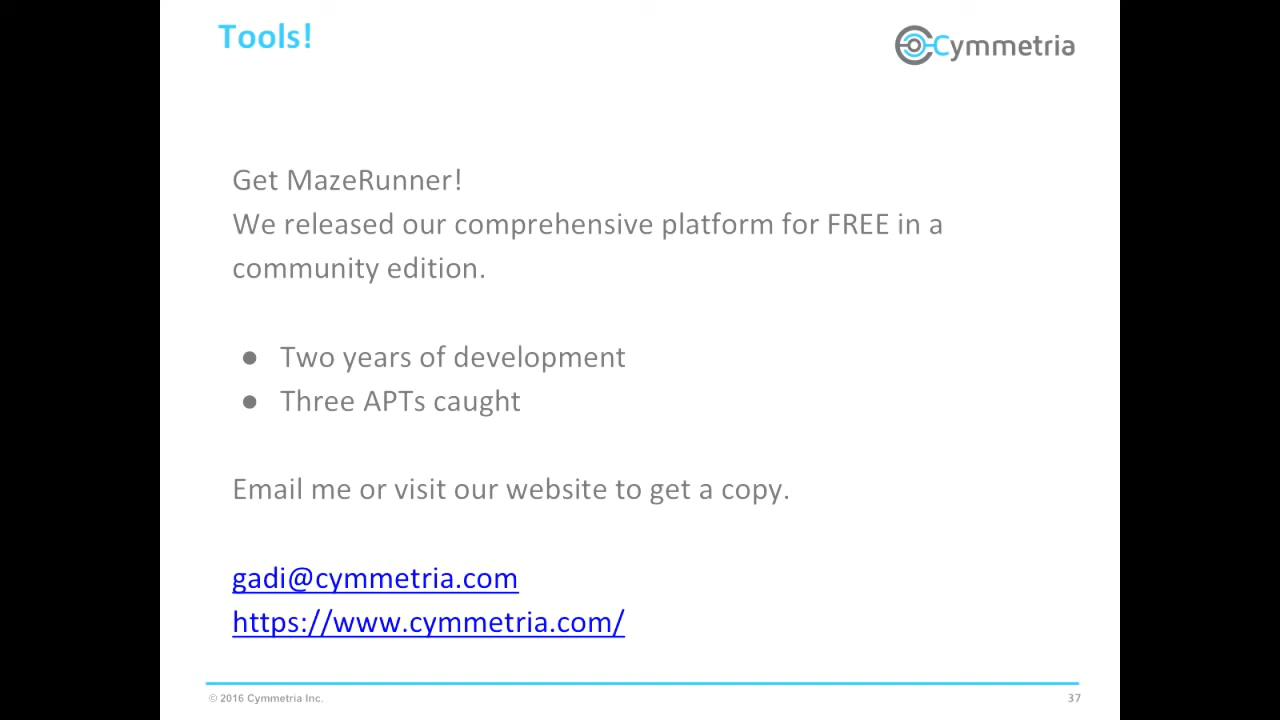 Tools!
Cymmetria
Get MazeRunner!
We released our comprehensive platform for FREE in a
community edition.
● Two years of development
● Three APTs caught
Email me or visit our website to get a copy.
gadi@cymmetria.com
https://www.cymmetria.com/
© 2016 Cymmetria Inc.
37